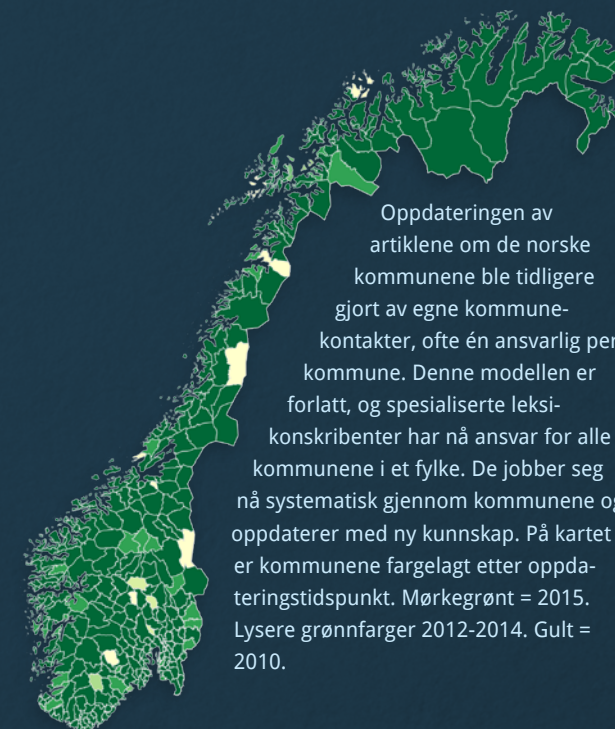 Oppdateringen av
artiklene om de norske
kommunene ble tidligere
gjort av egne kommune-
kontakter, ofte én ansvarlig per
kommune. Denne modellen er
forlatt, og spesialiserte leksi-
konskribenter har nå ansvar for alle
kommunene i et fylke. De jobber seg
nå systematisk gjennom kommunene og
oppdaterer med ny kunnskap. På kartet
er kommunene fargelagt etter oppda-
teringstidspunkt. Mørkegrønt = 2015.
Lysere grønnfarger 2012-2014. Gult =
2010.